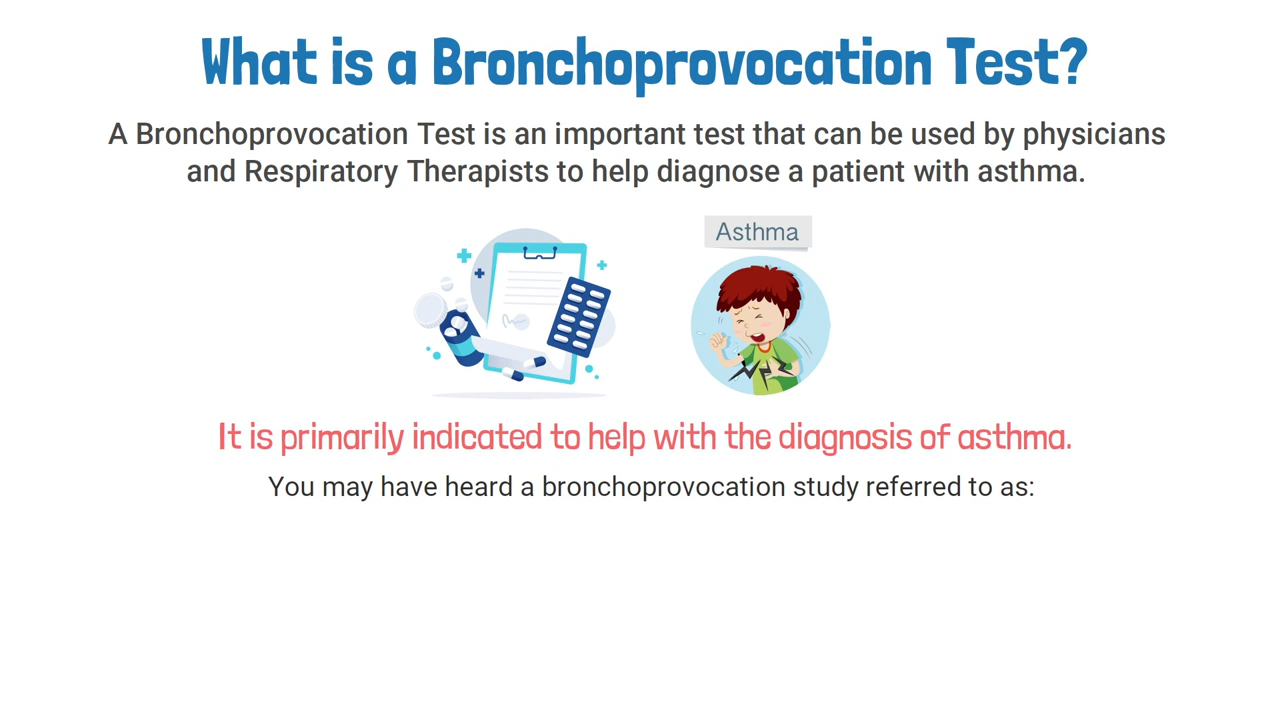 What is a Bronchoprovocation Test?
A Bronchoprovocation Test is an important test that can be used by physicians
and Respiratory Therapists to help diagnose a patient with asthma.
Asthma
It is primarily indicated to help with the diagnosis of asthma.
You may have heard a bronchoprovocation study referred to as: